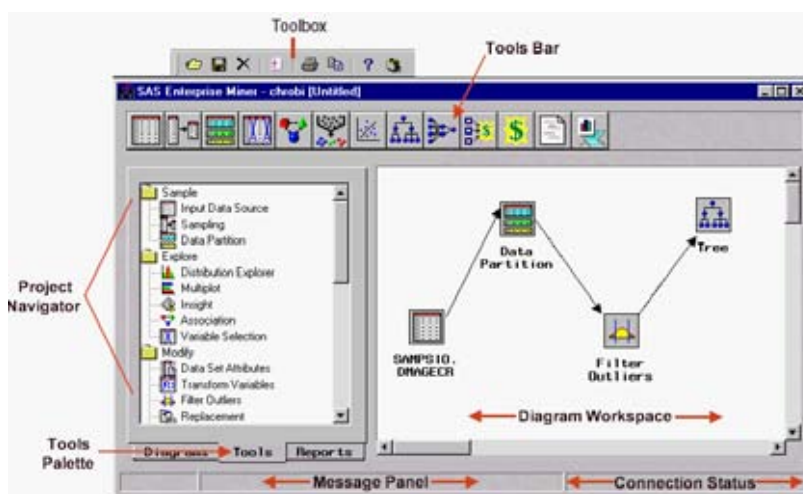 Toolbox
Tools Bar
SAS Enterprise Miner - chrobi [Untitled]
Sample
Input Data Source
Sampling
Data Partition
Explore
Distribution Explorer
Multiplot
Insight
Association
Variable Selection
Modify
Data Set Attributes
Transform Variables
Filter Outliers
Replacement
Project
Navigator
Tools
Palette
Diagrams
Tools
Reports
Data
Partition
Tree
SAMPSIO.
DMAGECR
Filter
Outliers
Diagram Workspace
Message Panel
Connection Status